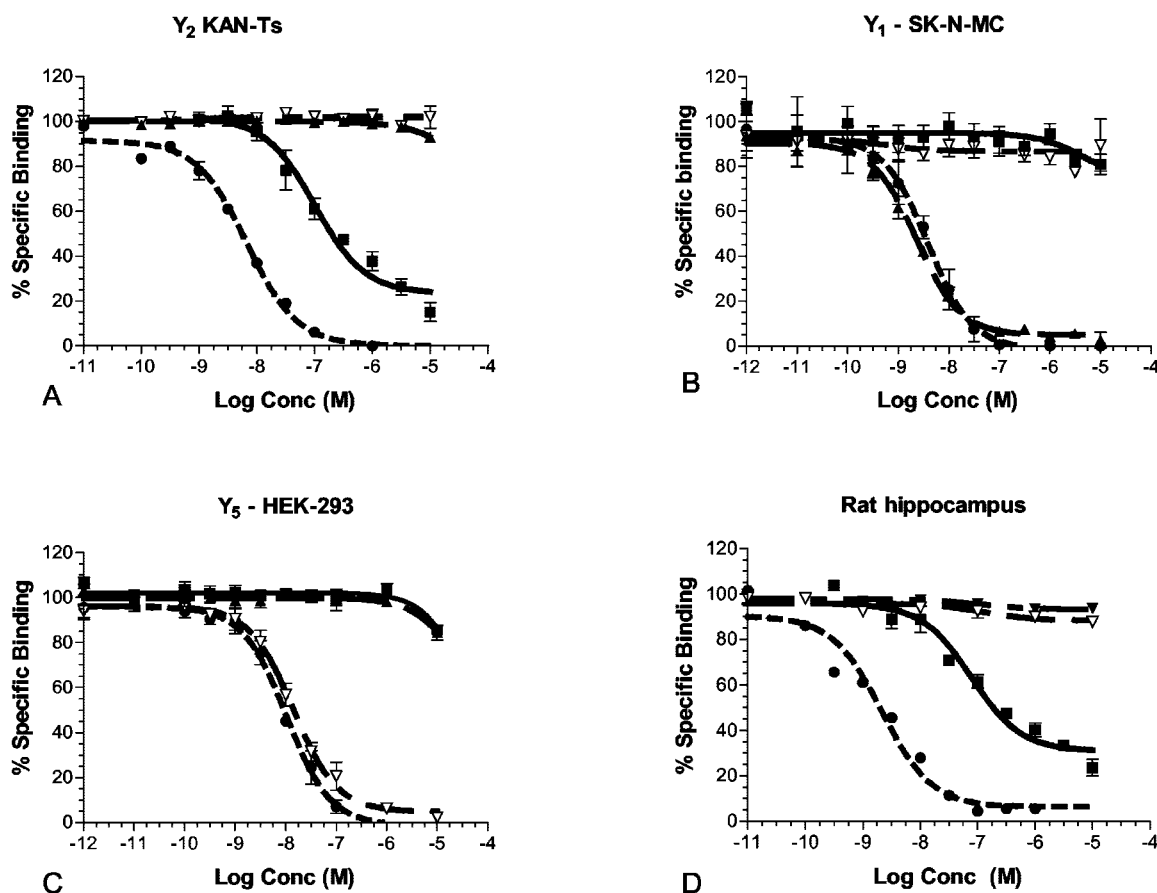 Y2 KAN-Ts
% Specific Binding
120
100
80
60
40
20
0
-11 -10 -9 -8 -7 -6 -5 -4
Log Conc (M)
A
Y1 - SK-N-MC
% Specific binding
120
100
80
60
40
20
0
-12 -11 -10 -9 -8 -7 -6 -5 -4
Log Conc (M)
B
Y5 - HEK-293
% Specific Binding
120
100
80
60
40
20
0
-12 -11 -10 -9 -8 -7 -6 -5 -4
Log Conc (M)
C
Rat hippocampus
% Specific Binding
120
100
80
60
40
20
0
-11 -10 -9 -8 -7 -6 -5 -4
Log Conc (M)
D